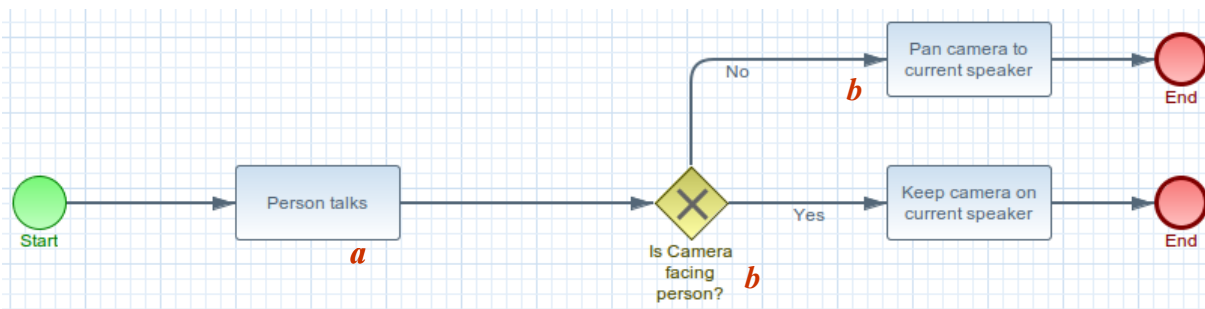 Pan camera to
current speaker
No
b
End
Person talks
Keep camera on
current speaker
Yes
Start
End
a
Is Camera
facing
person?
b